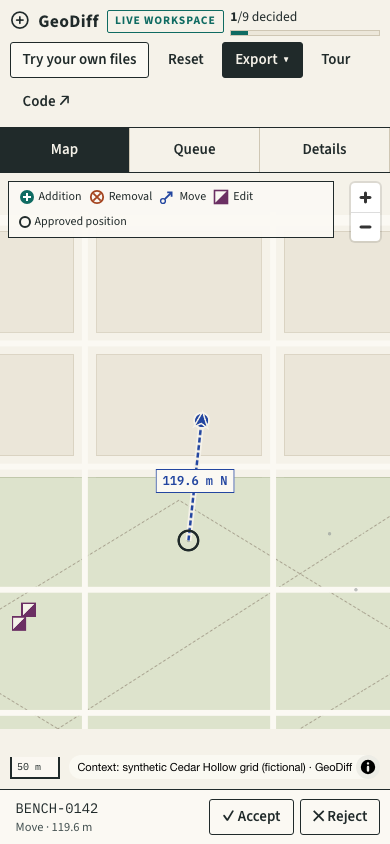 GeoDiff LIVE WORKSPACE 1/9 decided
Try your own files Reset Export ▾ Tour
Code ↗
Map Queue Details
Addition Removal Move Edit
Approved position
+
−
119.6 m N
50 m Context: synthetic Cedar Hollow grid (fictional) · GeoDiff
BENCH-0142
Move · 119.6 m
✓ Accept ✕ Reject